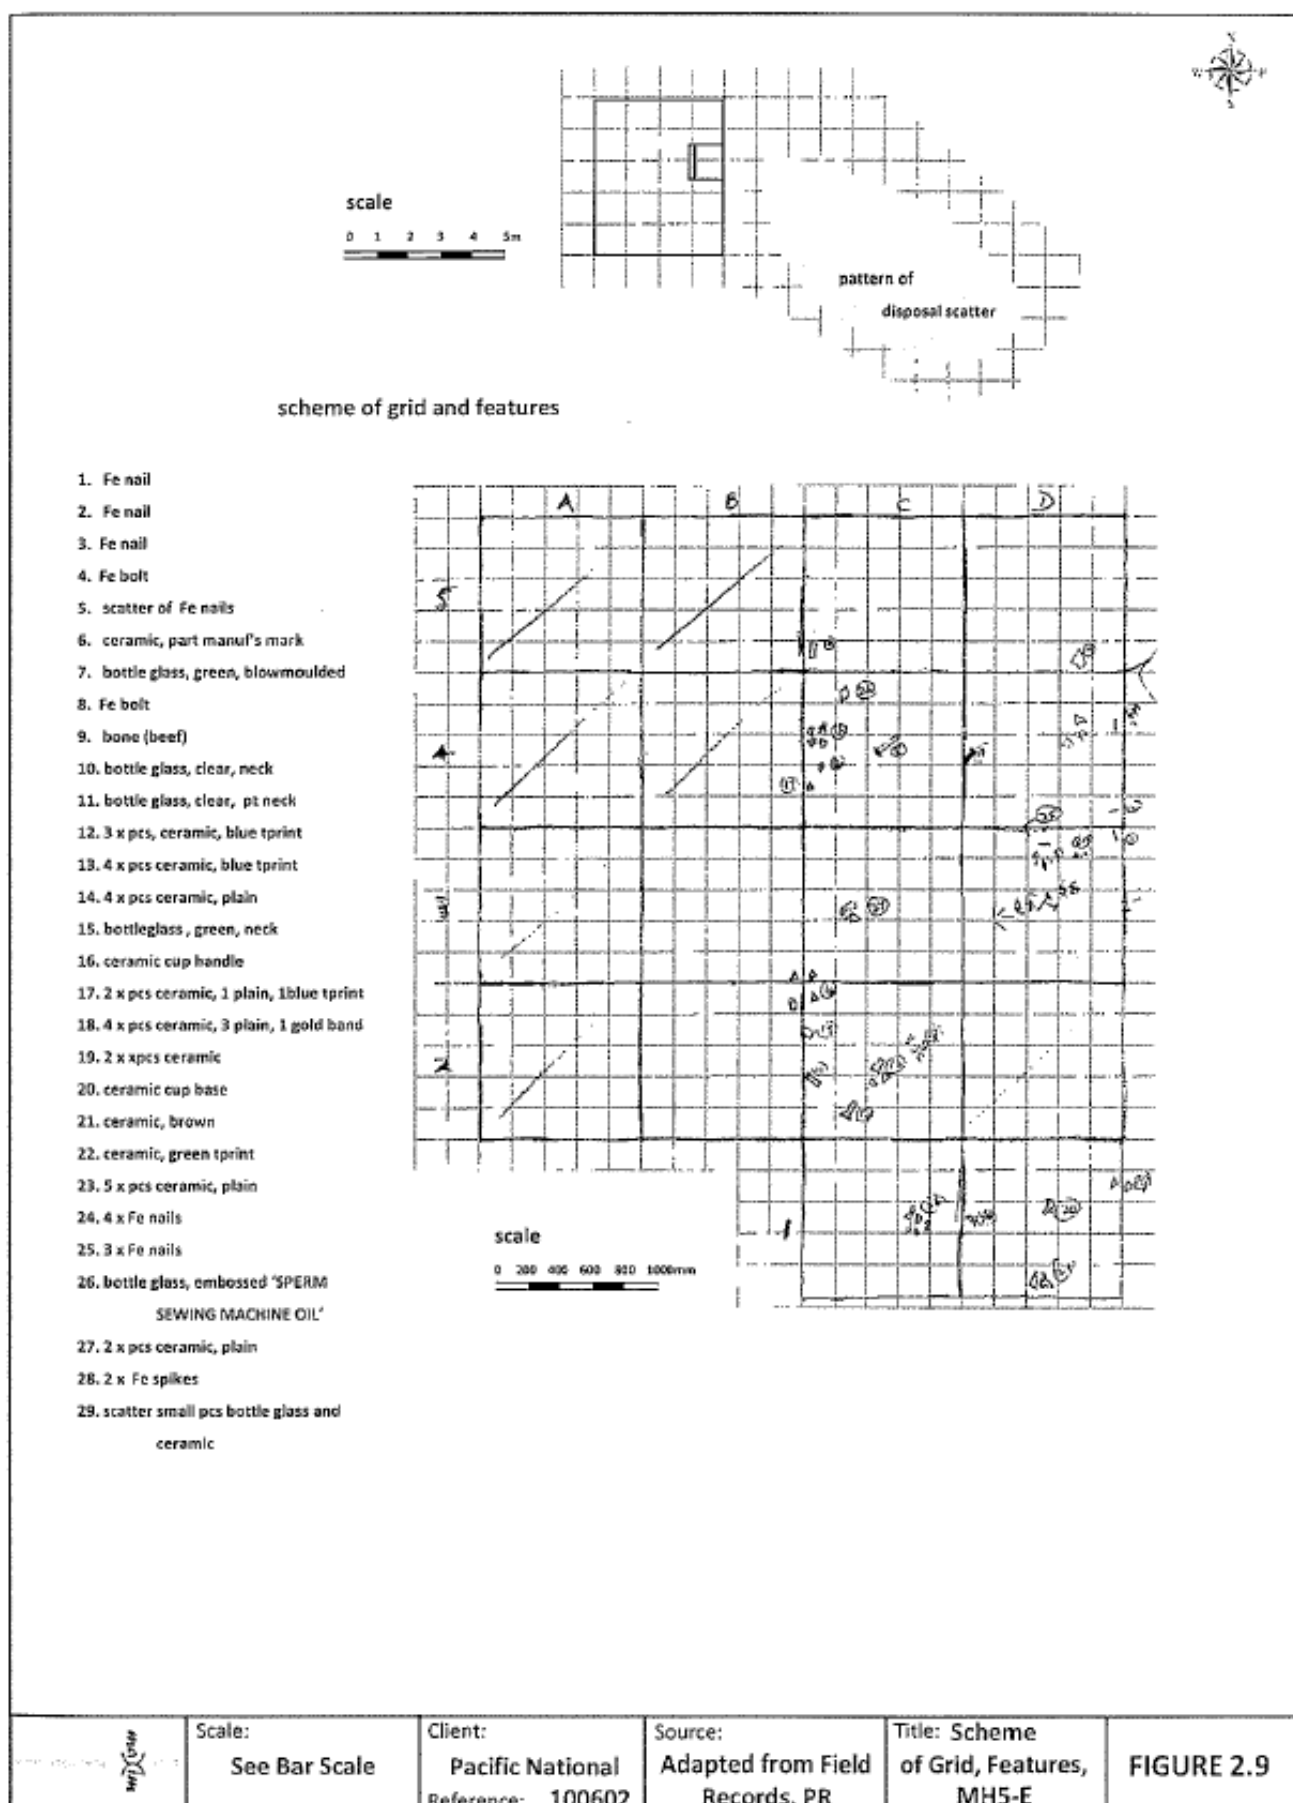 scale
0 1 2 3 4 5m
pattern of
disposal scatter
scheme of grid and features
1. Fe nail
2. Fe nail
3. Fe nail
4. Fe bolt
5. scatter of Fe nails
6. ceramic, part manuf's mark
7. bottle glass, green, blowmoulded
8. Fe bolt
9. bone (beef)
10. bottle glass, clear, neck
11. bottle glass, clear, pt neck
12. 3 x pcs, ceramic, blue tprint
13. 4 x pcs ceramic, blue tprint
14. 4 x pcs ceramic, plain
15. bottleglass , green, neck
16. ceramic cup handle
17. 2 x pcs ceramic, 1 plain, 1blue tprint
18. 4 x pcs ceramic, 3 plain, 1 gold band
19. 2 x xpcs ceramic
20. ceramic cup base
21. ceramic, brown
22. ceramic, green tprint
23. 5 x pcs ceramic, plain
24. 4 x Fe nails
25. 3 x Fe nails
26. bottle glass, embossed ‘SPERM
SEWING MACHINE OIL’
27. 2 x pcs ceramic, plain
28. 2 x Fe spikes
29. scatter small pcs bottle glass and
ceramic
A B C D
5
4
3
2
1
scale
0 200 400 600 800 1000mm
Scale:
See Bar Scale
Client:
Pacific National
Reference: 100602
Source:
Adapted from Field
Records, PR
Title: Scheme
of Grid, Features,
MH5-E
FIGURE 2.9